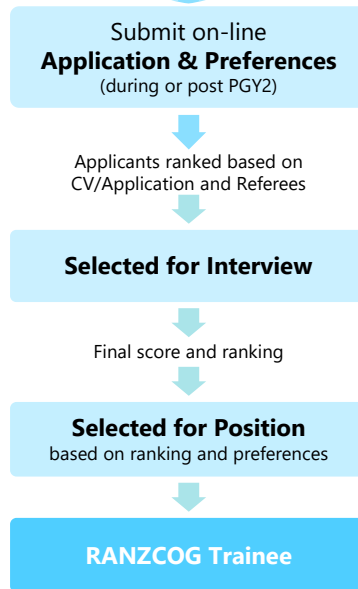 Submit on-line
Application & Preferences
(during or post PGY2)
Applicants ranked based on
CV/Application and Referees
Selected for Interview
Final score and ranking
Selected for Position
based on ranking and preferences
RANZCOG Trainee